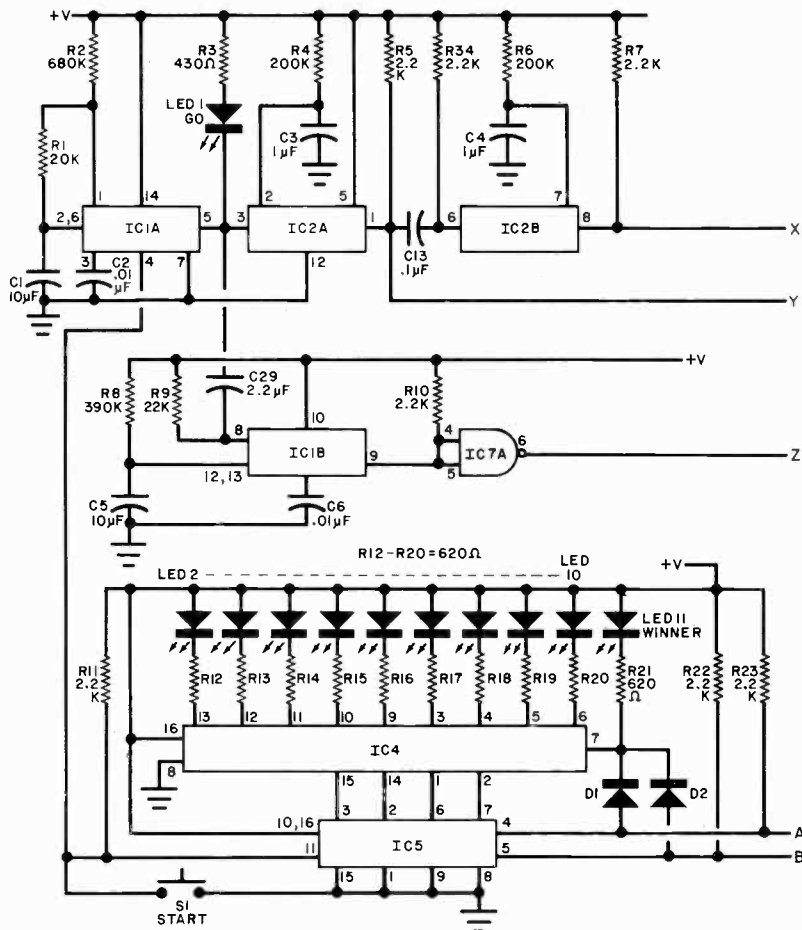 +V
R2
680K
R3
430Ω
R4
200K
R5
2.2
K
R34
2.2K
R6
200K
R7
2.2K
LED 1
GO
C3
1µF
C4
1µF
R1
20K
1
14
2
5
7
2,6
IC1A
5
3
IC2A
1
6
IC2B
8
X
3
4
7
12
C13
.1µF
C1
10µF
C2
.01
µF
Y
+V
R8
390K
R9
22K
C29
2.2µF
10
R10
2.2K
8
IC1B
9
12,13
4
5
IC7A
6
Z
C5
10µF
C6
.01µF
R12-R20=620Ω
LED 2
LED
10
+V
LED 11
WINNER
R11
2.2
K
R12
R13
R14
R15
R16
R17
R18
R19
R20
R21
620
Ω
R22
2.2
K
R23
2.2
K
13
12
11
10
9
3
4
5
6
16
IC4
7
8
15
14
1
2
D1
D2
3
2
6
7
10,16
4
A
11
IC5
5
B
15
1
9
8
S1
START